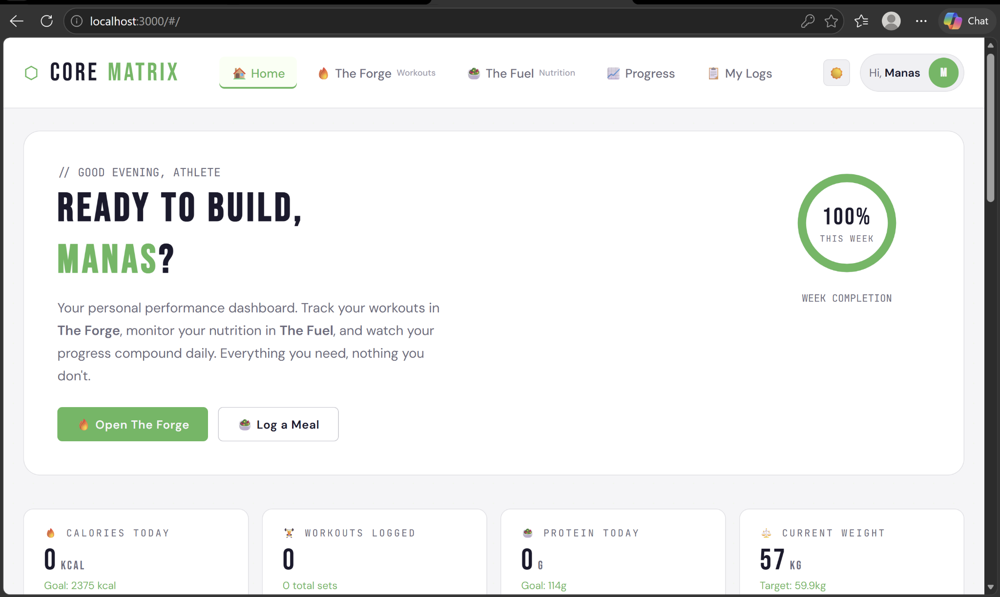 localhost:3000/#/
Chat
CORE MATRIX
Home
The Forge Workouts
The Fuel Nutrition
Progress
My Logs
Hi, Manas
M
// GOOD EVENING, ATHLETE
READY TO BUILD,
MANAS?
Your personal performance dashboard. Track your workouts in
The Forge, monitor your nutrition in The Fuel, and watch your
progress compound daily. Everything you need, nothing you
don't.
Open The Forge
Log a Meal
100%
THIS WEEK
WEEK COMPLETION
CALORIES TODAY
0 KCAL
Goal: 2375 kcal
WORKOUTS LOGGED
0
0 total sets
PROTEIN TODAY
0 G
Goal: 114g
CURRENT WEIGHT
57 KG
Target: 59.9kg